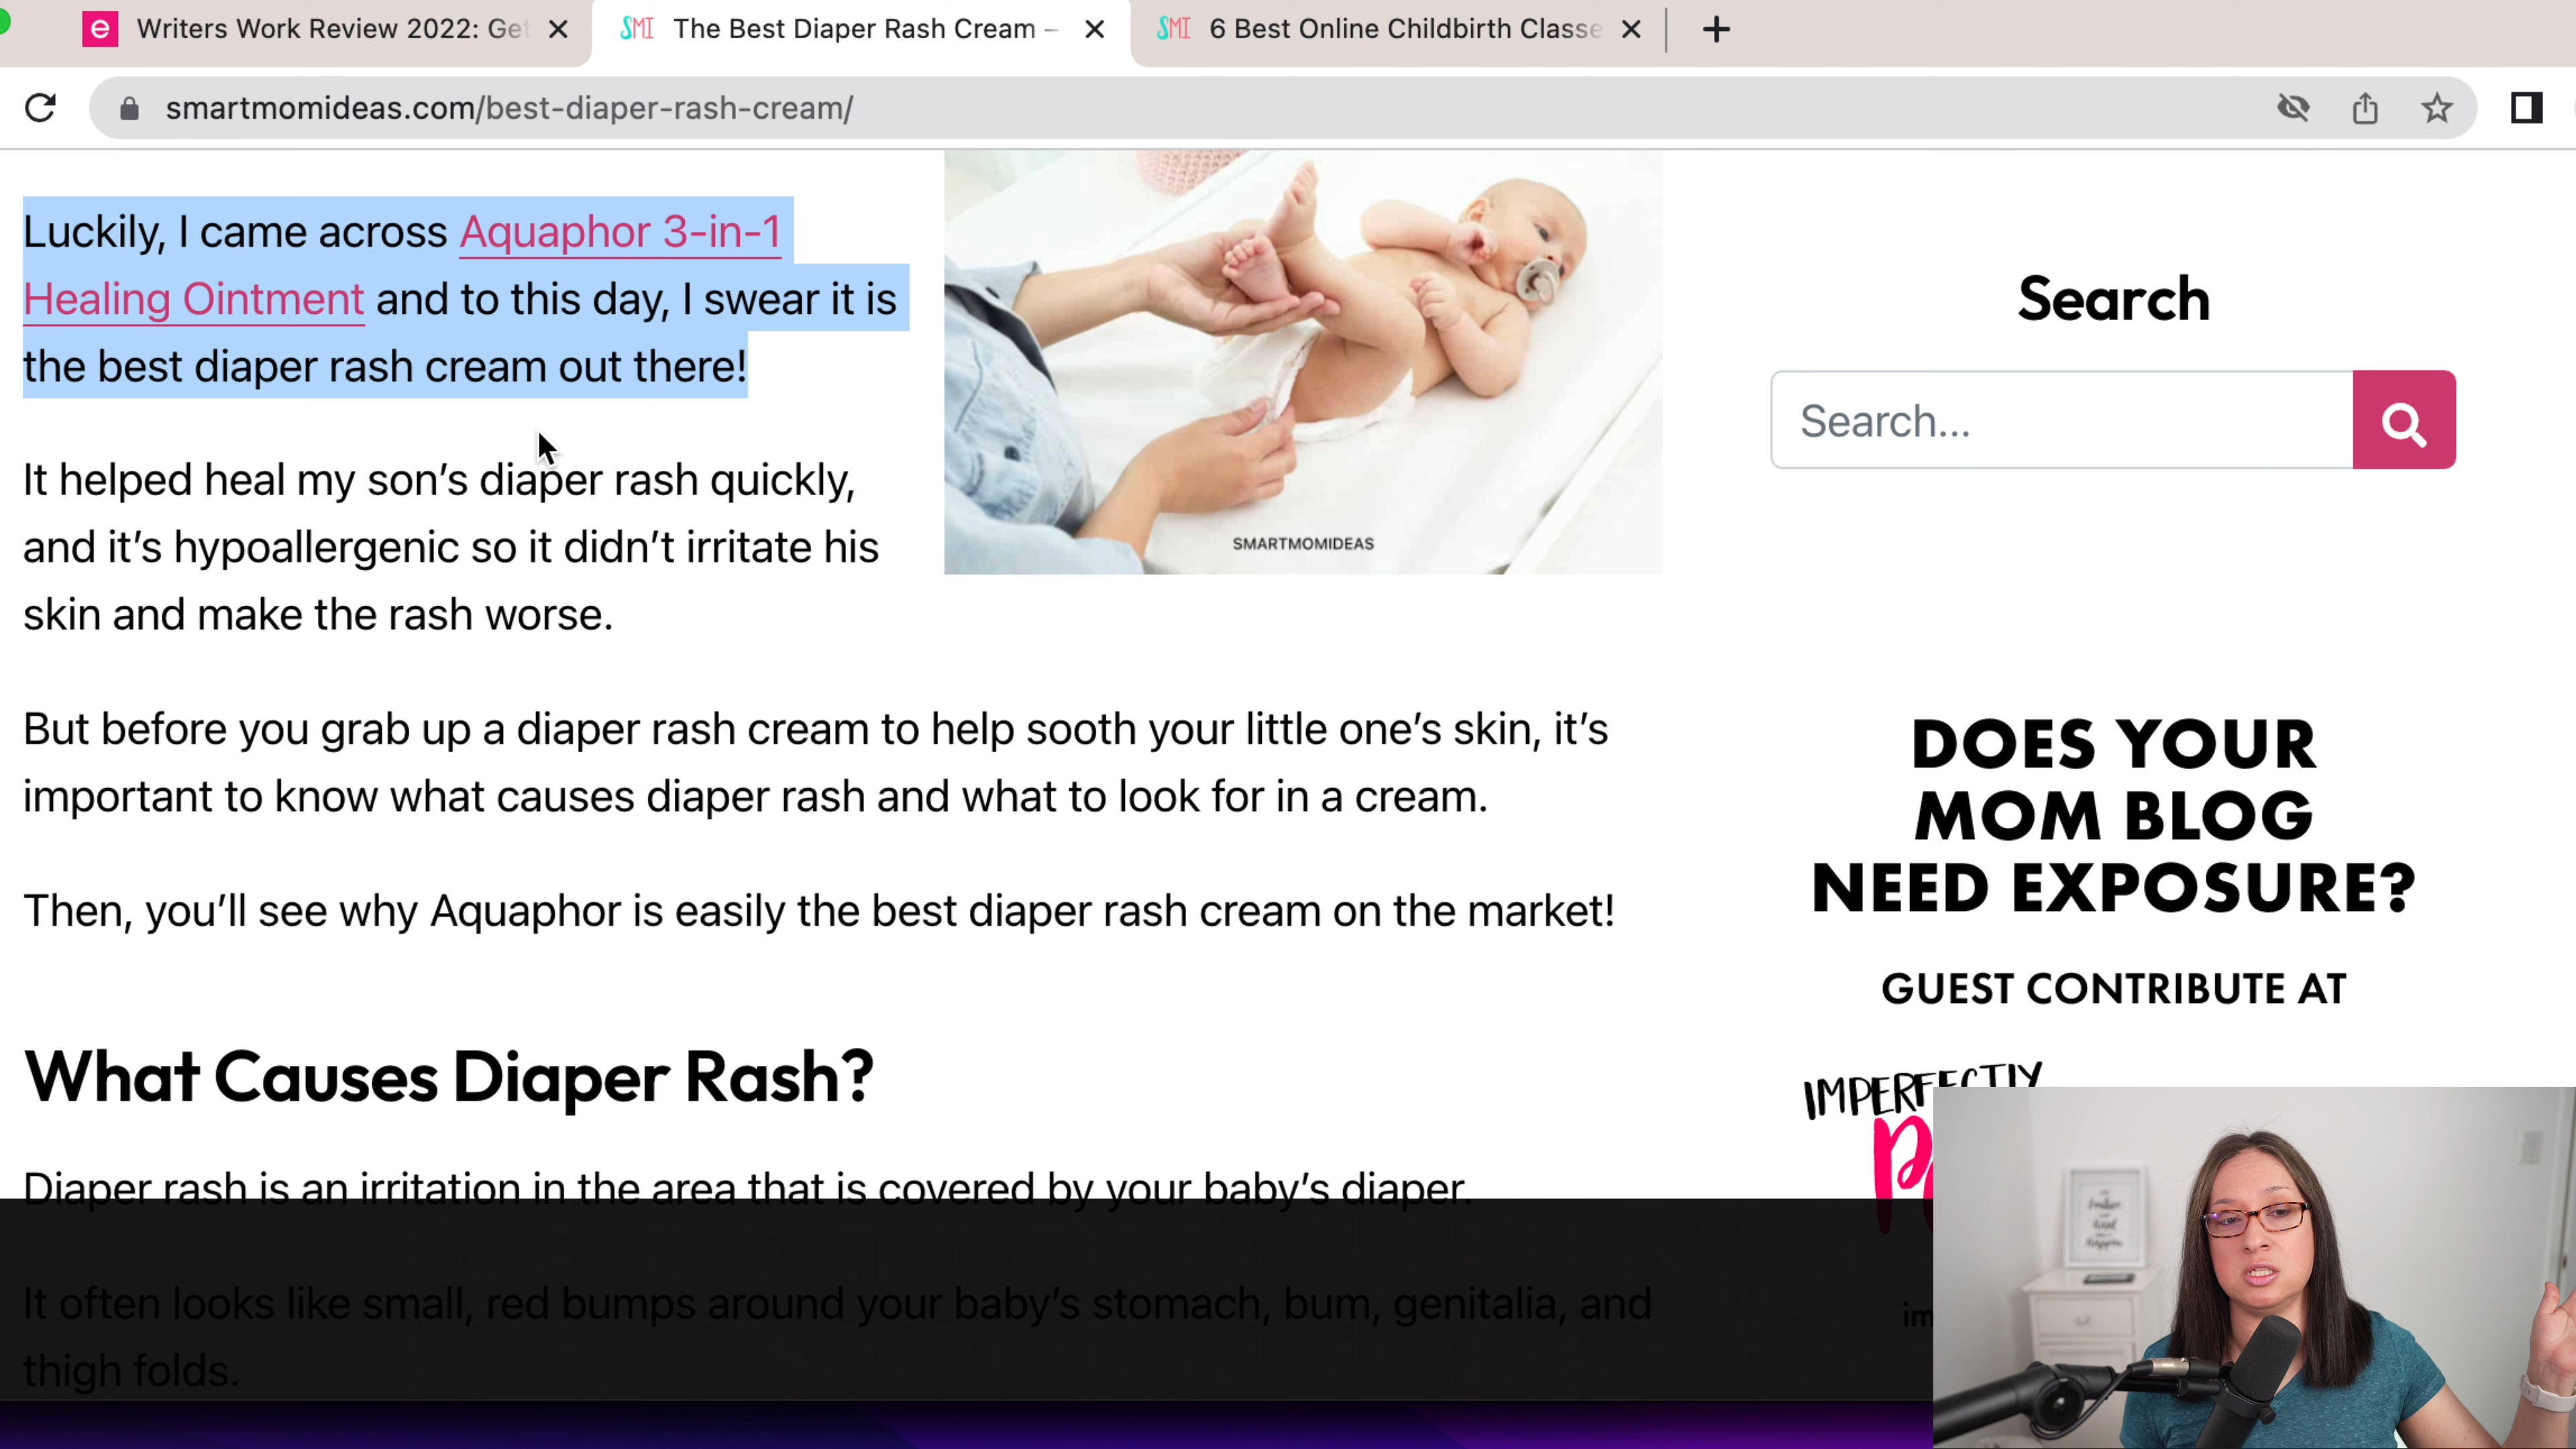 Writers Work Review 2022: Get
SMI The Best Diaper Rash Cream –
SMI 6 Best Online Childbirth Classe
smartmomideas.com/best-diaper-rash-cream/
Luckily, I came across Aquaphor 3-in-1
Healing Ointment and to this day, I swear it is
the best diaper rash cream out there!
It helped heal my son's diaper rash quickly,
and it's hypoallergenic so it didn't irritate his
skin and make the rash worse.
SMARTMOMIDEAS
But before you grab up a diaper rash cream to help sooth your little one's skin, it's
important to know what causes diaper rash and what to look for in a cream.
Then, you'll see why Aquaphor is easily the best diaper rash cream on the market!
What Causes Diaper Rash?
Diaper rash is an irritation in the area that is covered by your baby's diaper.
It often looks like small, red bumps around your baby's stomach, bum, genitalia, and
thigh folds.
Search
Search...
DOES YOUR
MOM BLOG
NEED EXPOSURE?
GUEST CONTRIBUTE AT
IMPERFECTLY
im